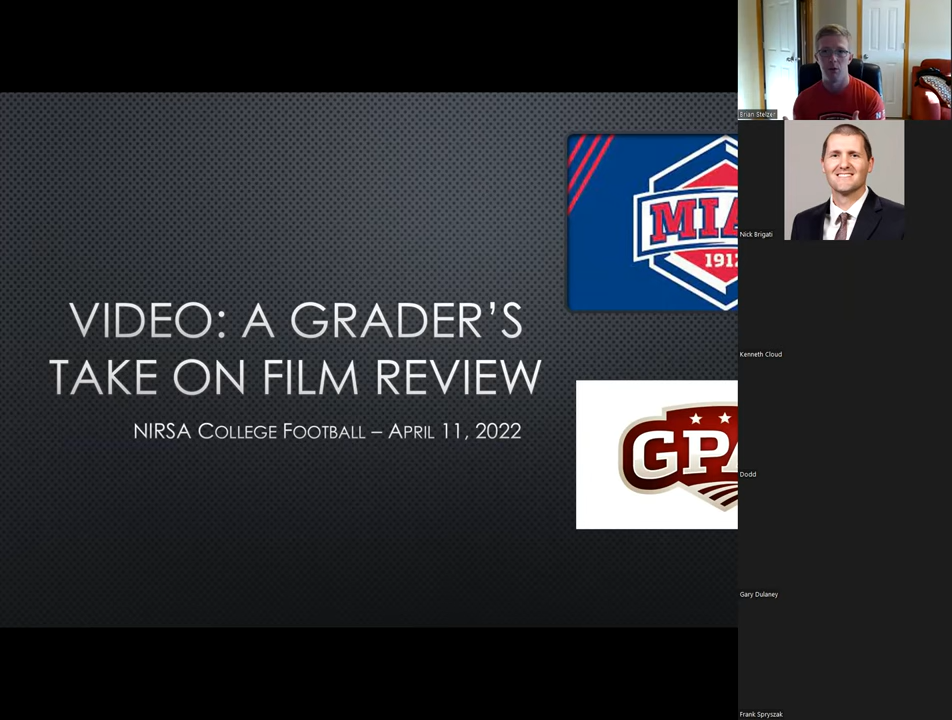 VIDEO: A GRADER'S
TAKE ON FILM REVIEW
NIRSA COLLEGE FOOTBALL – APRIL 11, 2022
MIA
1912
GPA
Brian Stelzer
Nick Brigati
Kenneth Cloud
Dodd
Gary Dulaney
Frank Spryszak